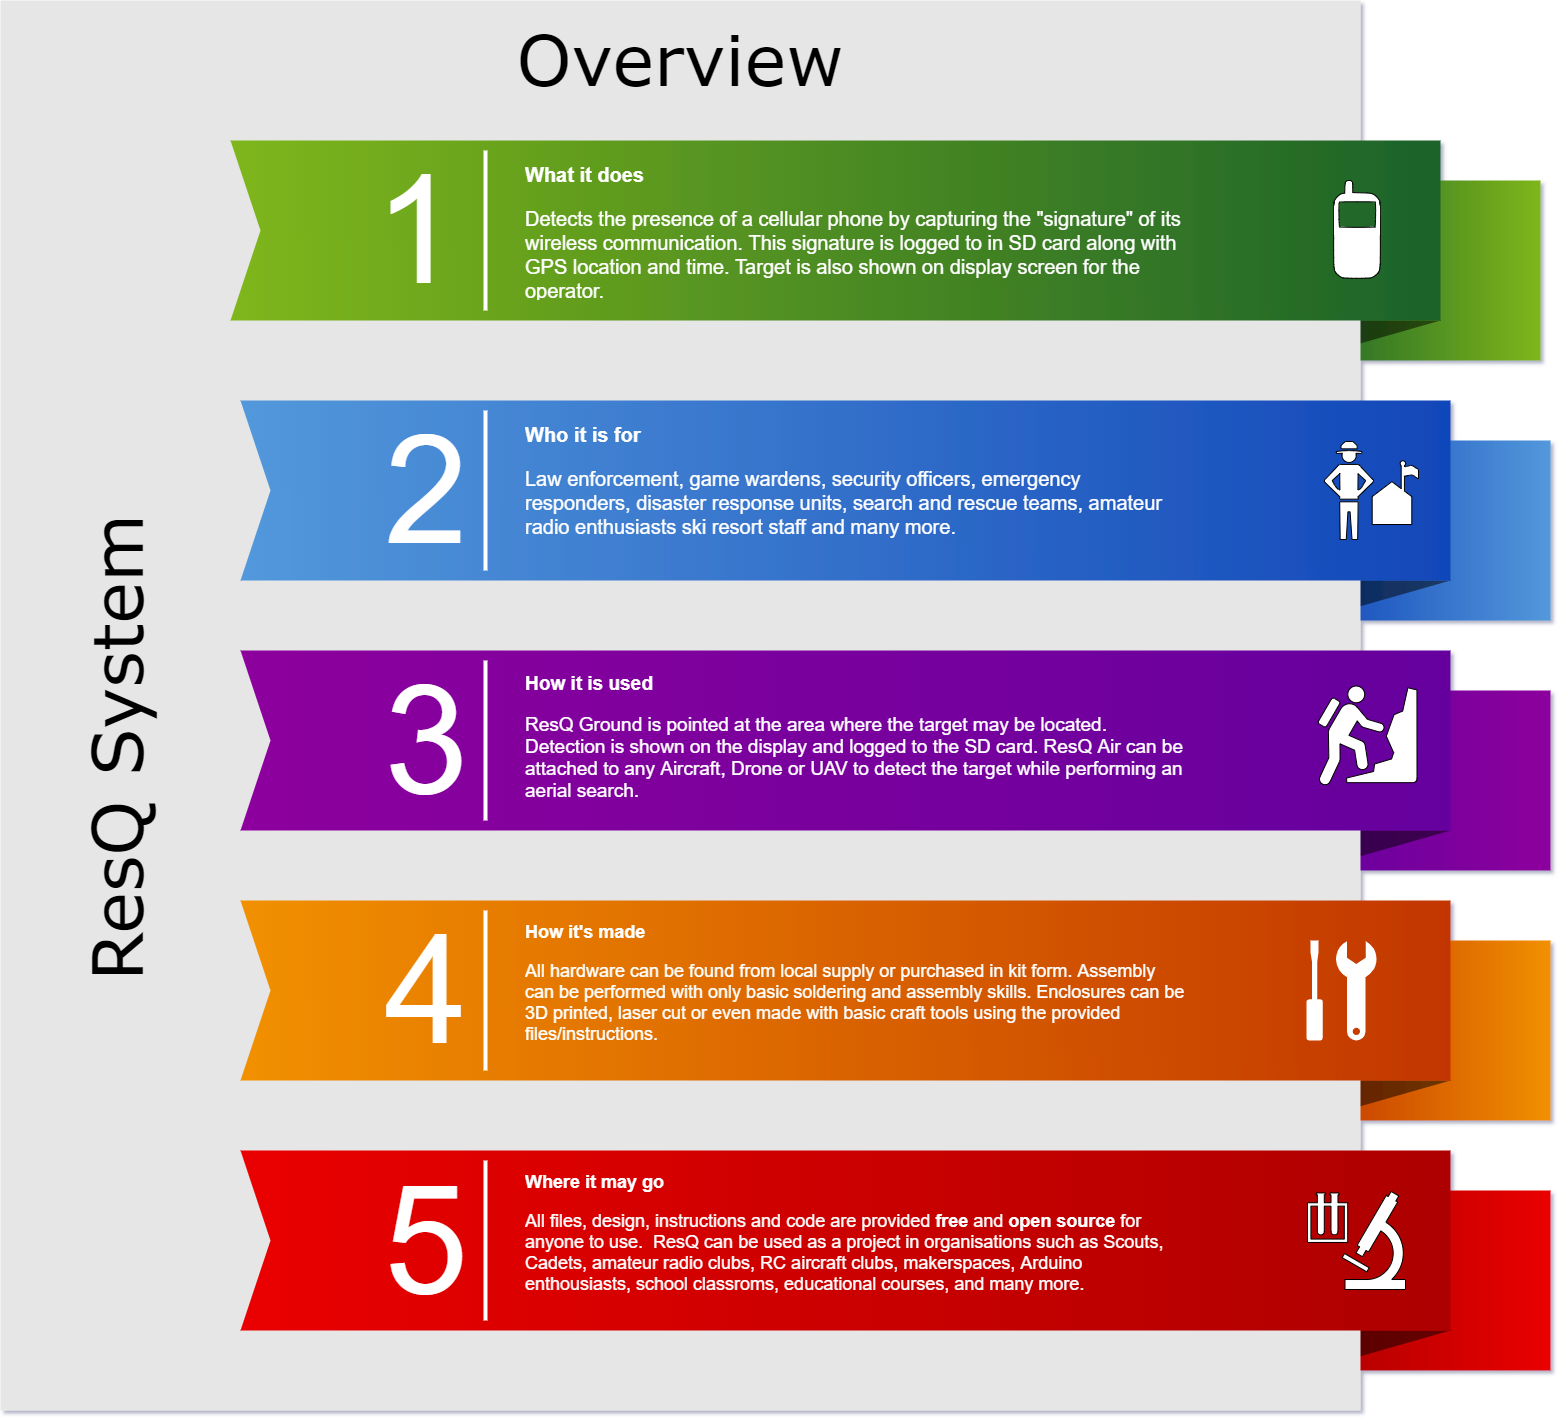 Overview
ResQ System
1
What it does
Detects the presence of a cellular phone by capturing the "signature" of its
wireless communication. This signature is logged to in SD card along with
GPS location and time. Target is also shown on display screen for the
operator.
2
Who it is for
Law enforcement, game wardens, security officers, emergency
responders, disaster response units, search and rescue teams, amateur
radio enthusiasts ski resort staff and many more.
3
How it is used
ResQ Ground is pointed at the area where the target may be located.
Detection is shown on the display and logged to the SD card. ResQ Air can be
attached to any Aircraft, Drone or UAV to detect the target while performing an
aerial search.
4
How it's made
All hardware can be found from local supply or purchased in kit form. Assembly
can be performed with only basic soldering and assembly skills. Enclosures can be
3D printed, laser cut or even made with basic craft tools using the provided
files/instructions.
5
Where it may go
All files, design, instructions and code are provided free and open source for
anyone to use.  ResQ can be used as a project in organisations such as Scouts,
Cadets, amateur radio clubs, RC aircraft clubs, makerspaces, Arduino
enthusiasts, school classroms, educational courses, and many more.